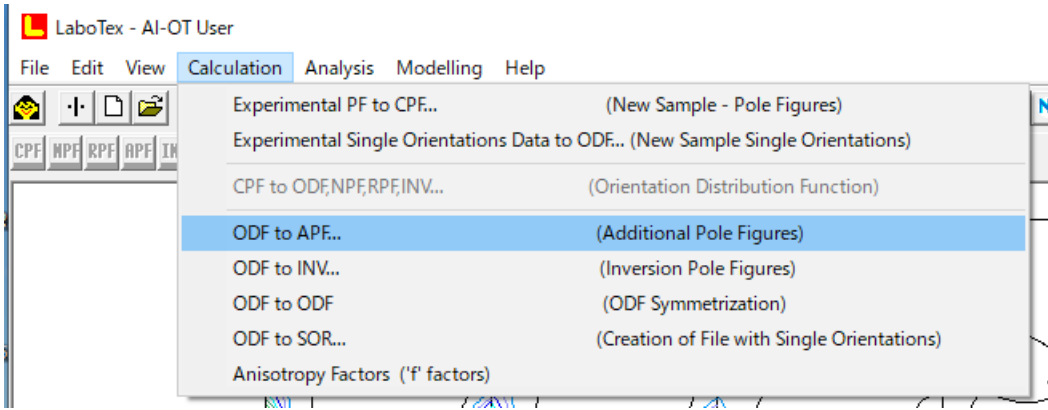 LaboTex - Al-OT User
File Edit View Calculation Analysis Modelling Help
Experimental PF to CPF... (New Sample - Pole Figures)
Experimental Single Orientations Data to ODF... (New Sample Single Orientations)
CPF NPF RPF APF IN
CPF to ODF,NPF,RPF,INV... (Orientation Distribution Function)
ODF to APF... (Additional Pole Figures)
ODF to INV... (Inversion Pole Figures)
ODF to ODF (ODF Symmetrization)
ODF to SOR... (Creation of File with Single Orientations)
Anisotropy Factors ('f' factors)